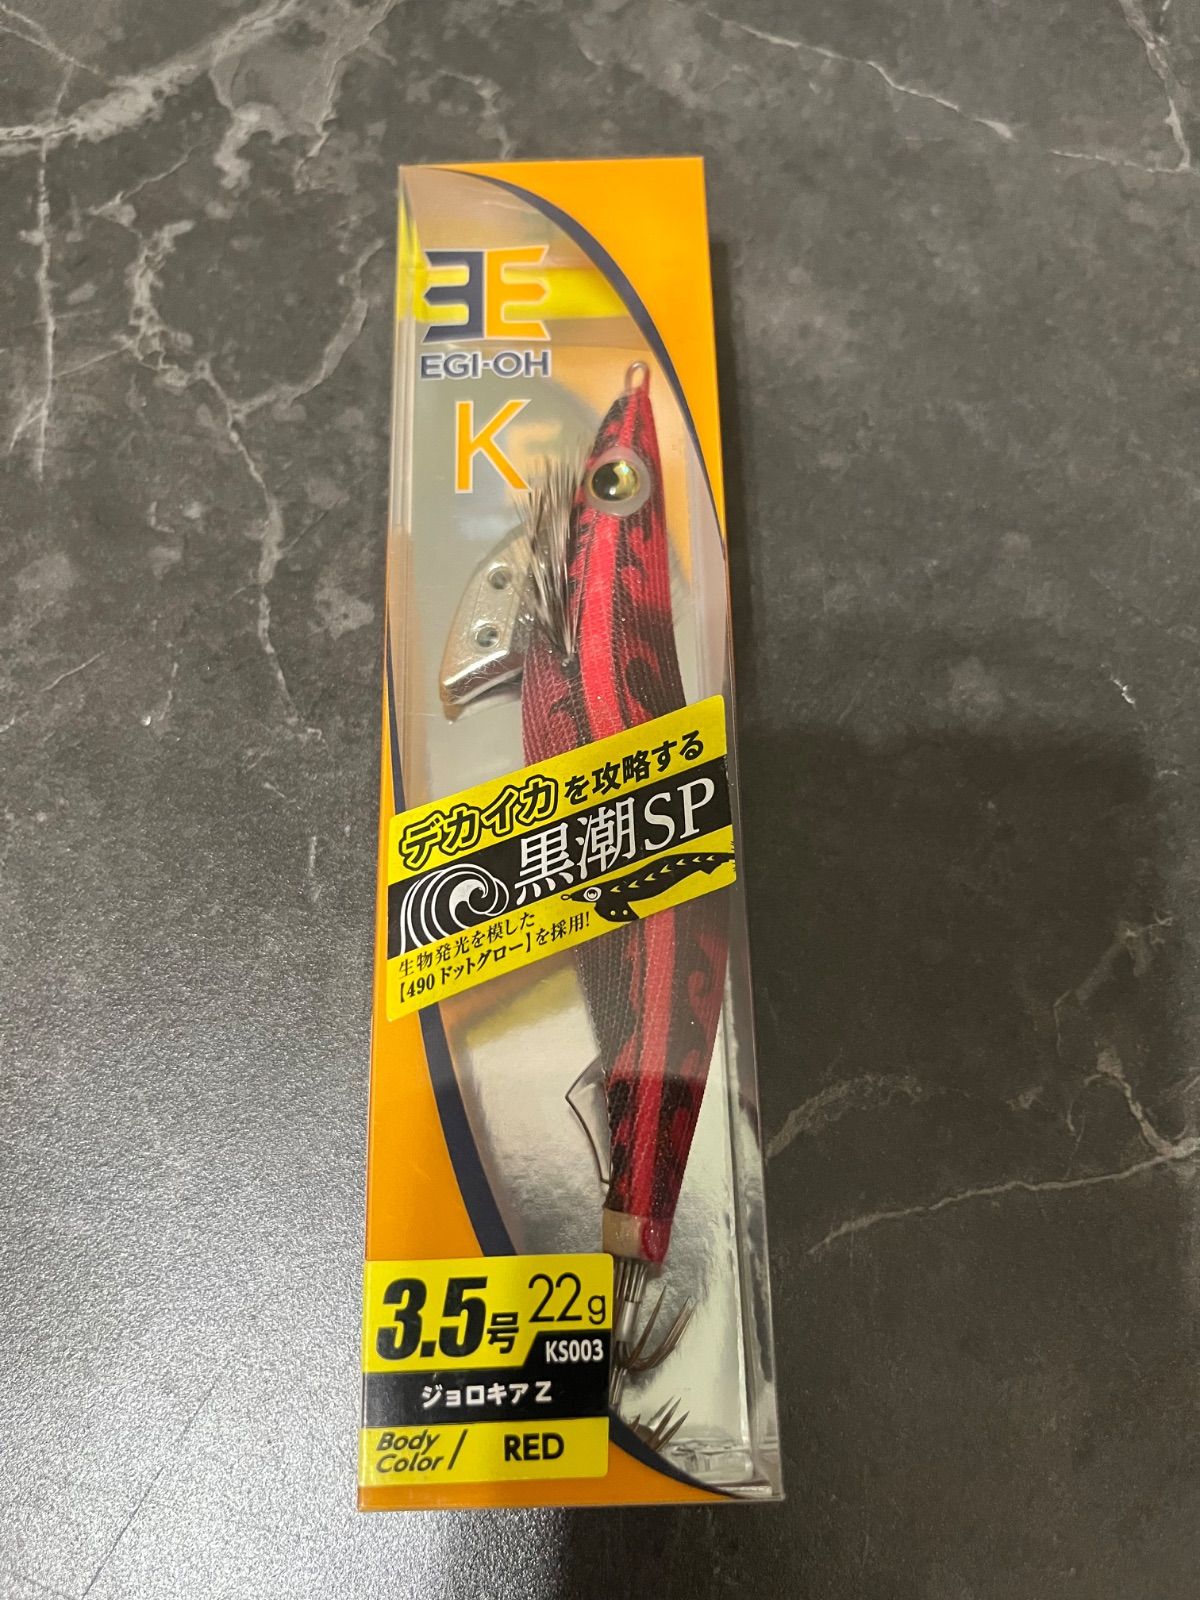 EGI-OH
K
デカイカを攻略する
黒潮SP
生物発光を模した
【490ドットグロー】を採用!
3.5号 22g
KS003
ジョロキアZ
Body Color / RED